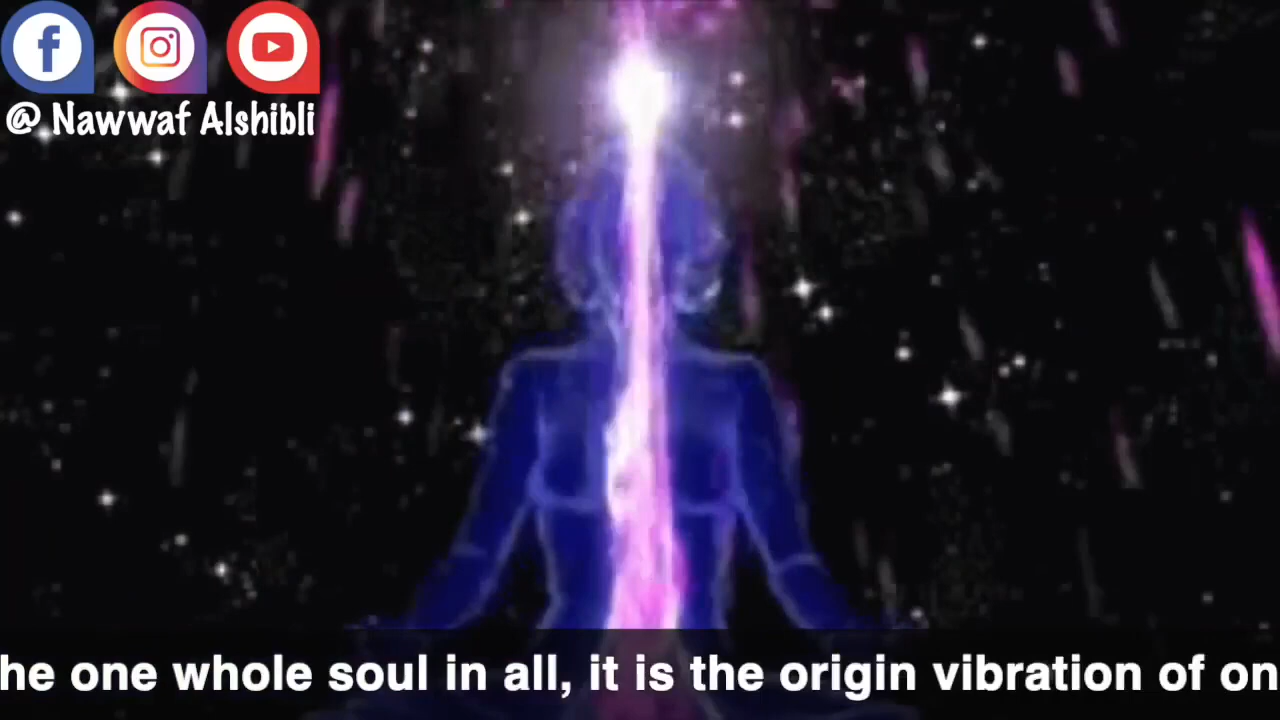 @ Nawwaf Alshibli
he one whole soul in all, it is the origin vibration of on